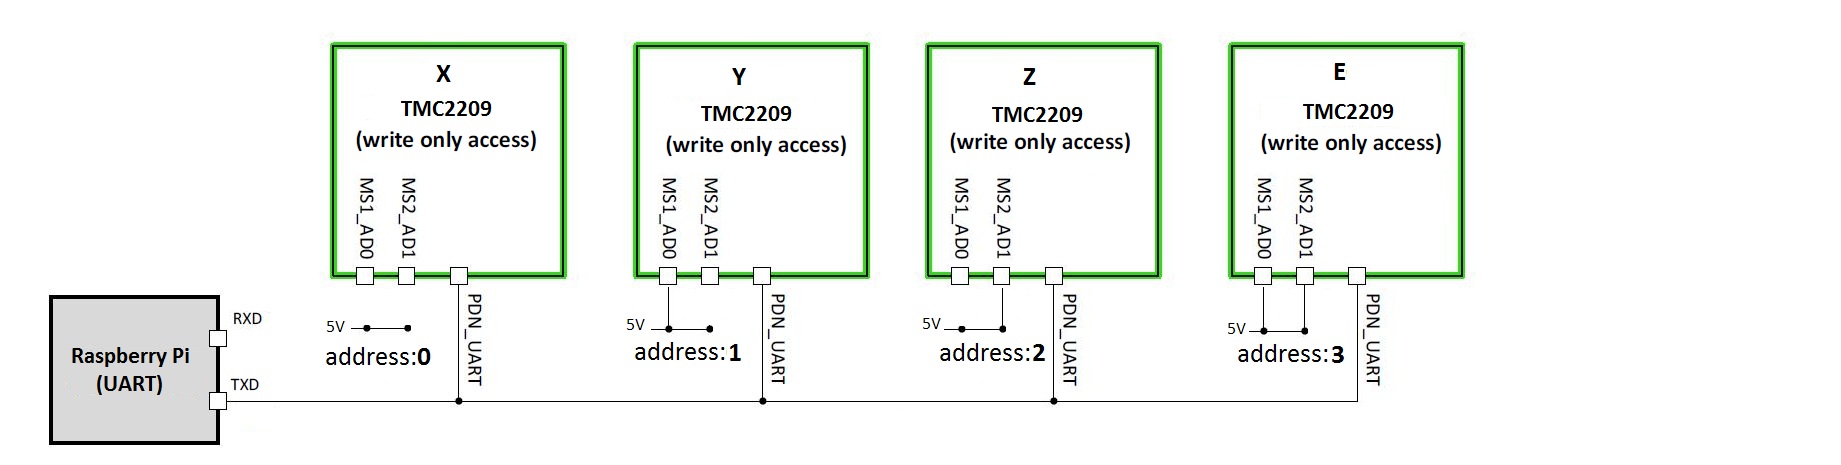 X
TMC2209
(write only access)
MS1_AD0
MS2_AD1
PDN_UART
5V
address:0
Y
TMC2209
(write only access)
MS1_AD0
MS2_AD1
PDN_UART
5V
address:1
Z
TMC2209
(write only access)
MS1_AD0
MS2_AD1
PDN_UART
5V
address:2
E
TMC2209
(write only access)
MS1_AD0
MS2_AD1
PDN_UART
5V
address:3
Raspberry Pi
(UART)
RXD
TXD